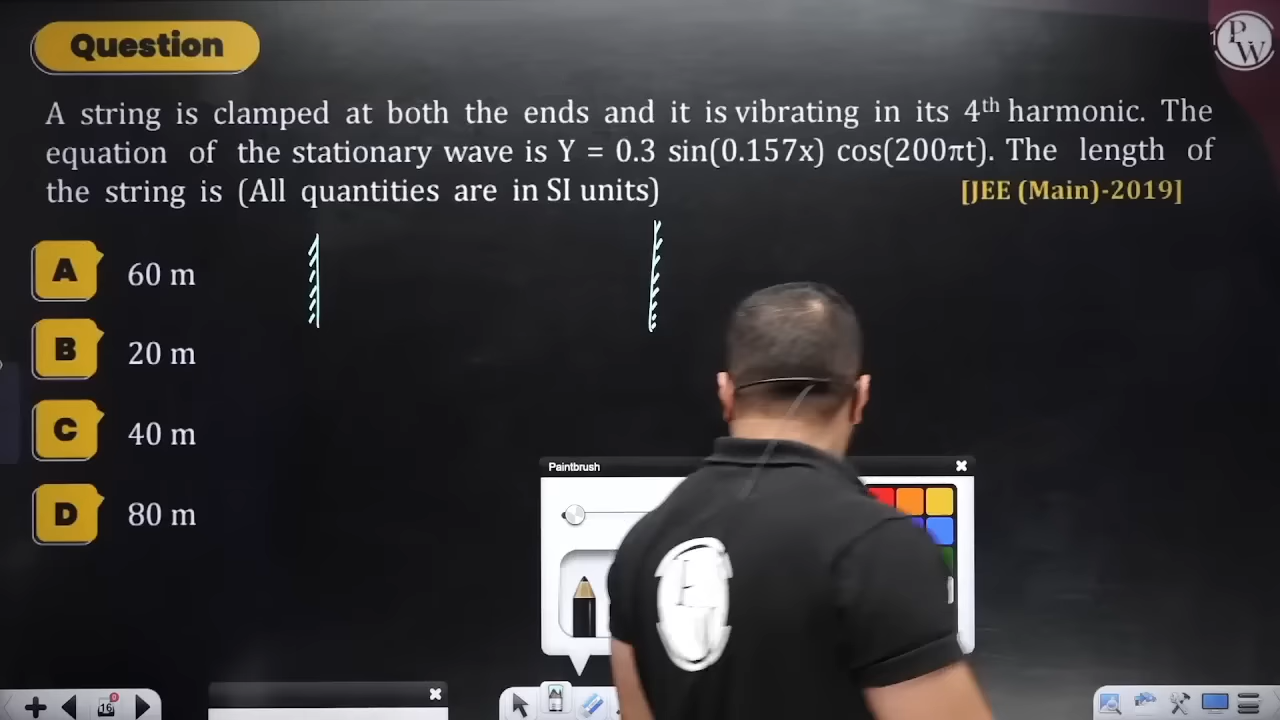 Question
P
W
A string is clamped at both the ends and it is vibrating in its 4th harmonic. The
equation of the stationary wave is Y = 0.3 sin(0.157x) cos(200πt). The length of
the string is (All quantities are in SI units)
[JEE (Main)-2019]
A 60 m
B 20 m
C 40 m
D 80 m
Paintbrush
16